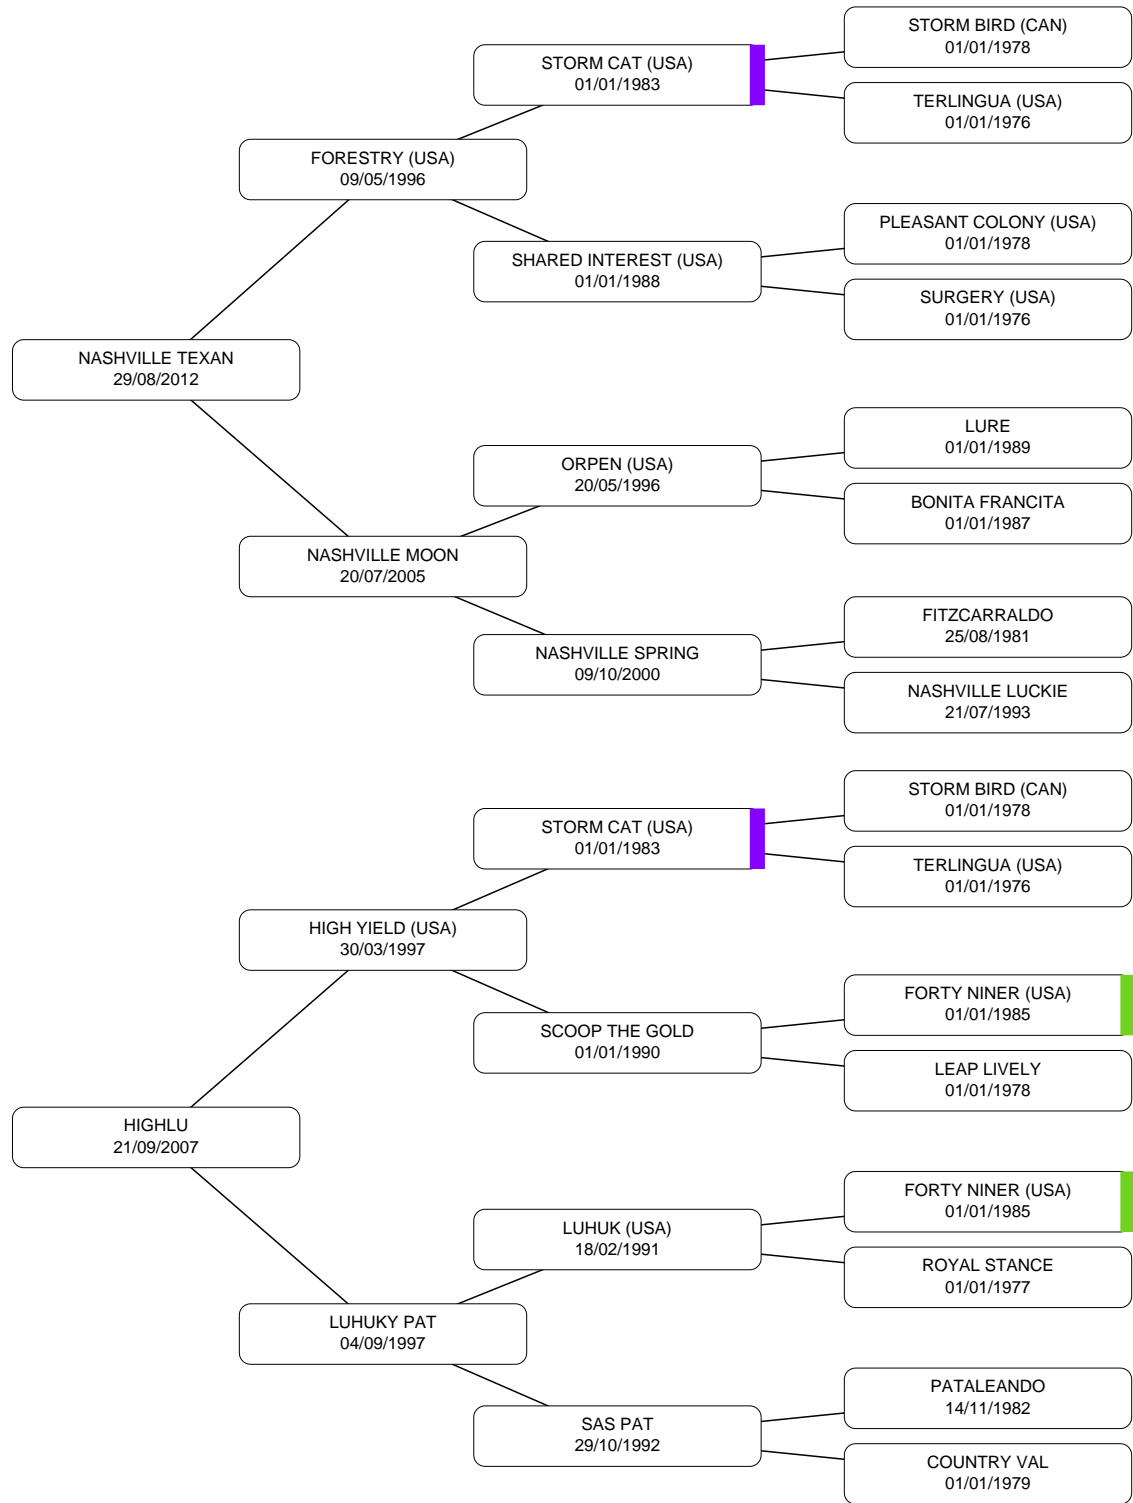 STORM BIRD (CAN)
01/01/1978
STORM CAT (USA)
01/01/1983
TERLINGUA (USA)
01/01/1976
FORESTRY (USA)
09/05/1996
PLEASANT COLONY (USA)
01/01/1978
SHARED INTEREST (USA)
01/01/1988
SURGERY (USA)
01/01/1976
NASHVILLE TEXAN
29/08/2012
LURE
01/01/1989
ORPEN (USA)
20/05/1996
BONITA FRANCITA
01/01/1987
NASHVILLE MOON
20/07/2005
FITZCARRALDO
25/08/1981
NASHVILLE SPRING
09/10/2000
NASHVILLE LUCKIE
21/07/1993
STORM BIRD (CAN)
01/01/1978
STORM CAT (USA)
01/01/1983
TERLINGUA (USA)
01/01/1976
HIGH YIELD (USA)
30/03/1997
FORTY NINER (USA)
01/01/1985
SCOOP THE GOLD
01/01/1990
LEAP LIVELY
01/01/1978
HIGHLU
21/09/2007
FORTY NINER (USA)
01/01/1985
LUHUK (USA)
18/02/1991
ROYAL STANCE
01/01/1977
LUHUKY PAT
04/09/1997
PATALEANDO
14/11/1982
SAS PAT
29/10/1992
COUNTRY VAL
01/01/1979